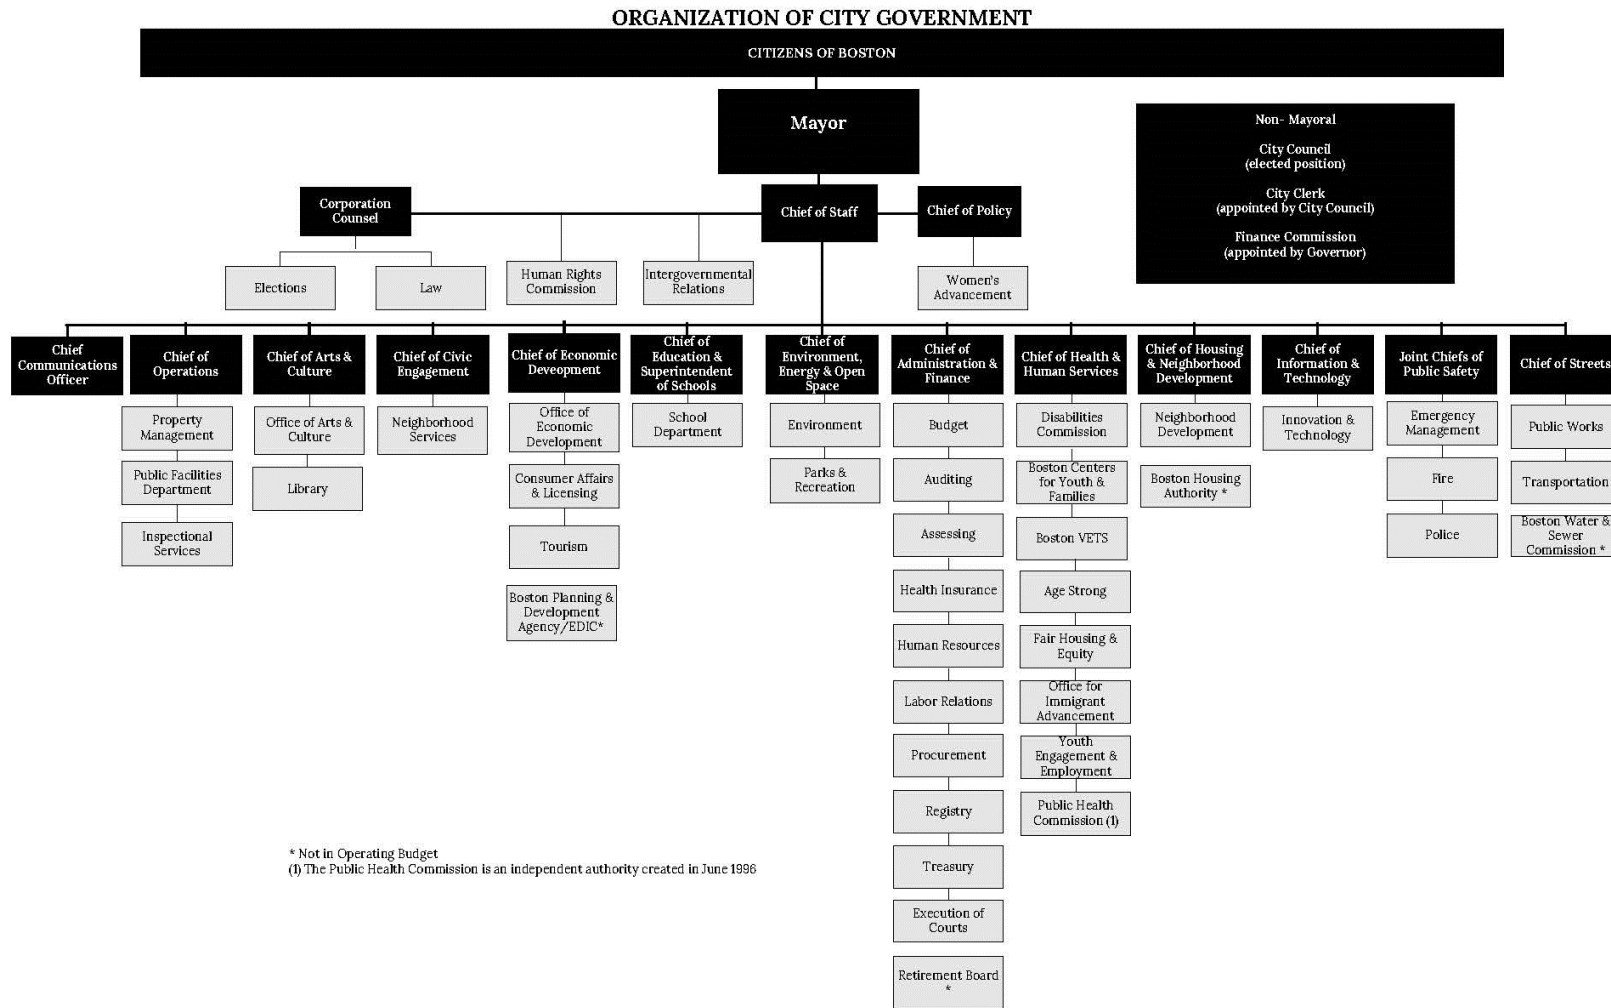 ORGANIZATION OF CITY GOVERNMENT
CITIZENS OF BOSTON
Mayor
Non- Mayoral
City Council
(elected position)
City Clerk
(appointed by City Council)
Finance Commission
(appointed by Governor)
Corporation
Counsel
Chief of Staff
Chief of Policy
Elections
Law
Human Rights
Commission
Intergovernmental
Relations
Women's
Advancement
Chief
Communications
Officer
Chief of
Operations
Property
Management
Public Facilities
Department
Inspectional
Services
Chief of Arts &
Culture
Office of Arts &
Culture
Library
Chief of Civic
Engagement
Neighborhood
Services
Chief of Economic
Deveopment
Office of
Economic
Development
Consumer Affairs
& Licensing
Tourism
Boston Planning &
Development
Agency/EDIC*
Chief of
Education &
Superintendent
of Schools
School
Department
Chief of
Environment,
Energy & Open
Space
Environment
Parks &
Recreation
Chief of
Administration &
Finance
Budget
Auditing
Assessing
Health Insurance
Human Resources
Labor Relations
Procurement
Registry
Treasury
Execution of
Courts
Retirement Board
*
Chief of Health &
Human Services
Disabilities
Commission
Boston Centers
for Youth &
Families
Boston VETS
Age Strong
Fair Housing &
Equity
Office for
Immigrant
Advancement
Youth
Engagement &
Employment
Public Health
Commission (1)
Chief of Housing
& Neighborhood
Development
Neighborhood
Development
Boston Housing
Authority *
Chief of
Information &
Technology
Innovation &
Technology
Joint Chiefs of
Public Safety
Emergency
Management
Fire
Police
Chief of Streets
Public Works
Transportation
Boston Water &
Sewer
Commission *
* Not in Operating Budget
(1) The Public Health Commission is an independent authority created in June 1996